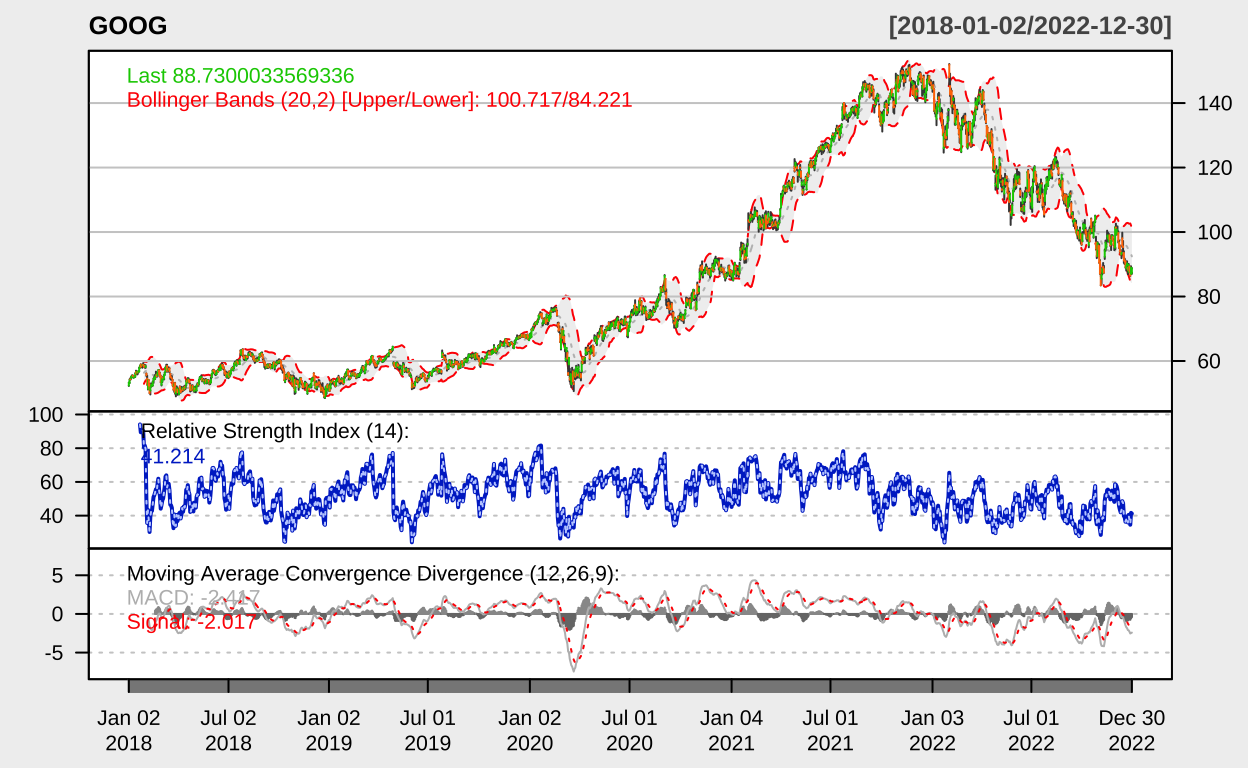 GOOG [2018-01-02/2022-12-30]
Last 88.7300033569336
Bollinger Bands (20,2) [Upper/Lower]: 100.717/84.221
140
120
100
80
60
Relative Strength Index (14):
41.214
100
80
60
40
Moving Average Convergence Divergence (12,26,9):
MACD: -2.417
Signal: -2.017
5
0
-5
Jan 02 Jul 02 Jan 02 Jul 01 Jan 02 Jul 01 Jan 04 Jul 01 Jan 03 Jul 01 Dec 30
2018 2018 2019 2019 2020 2020 2021 2021 2022 2022 2022